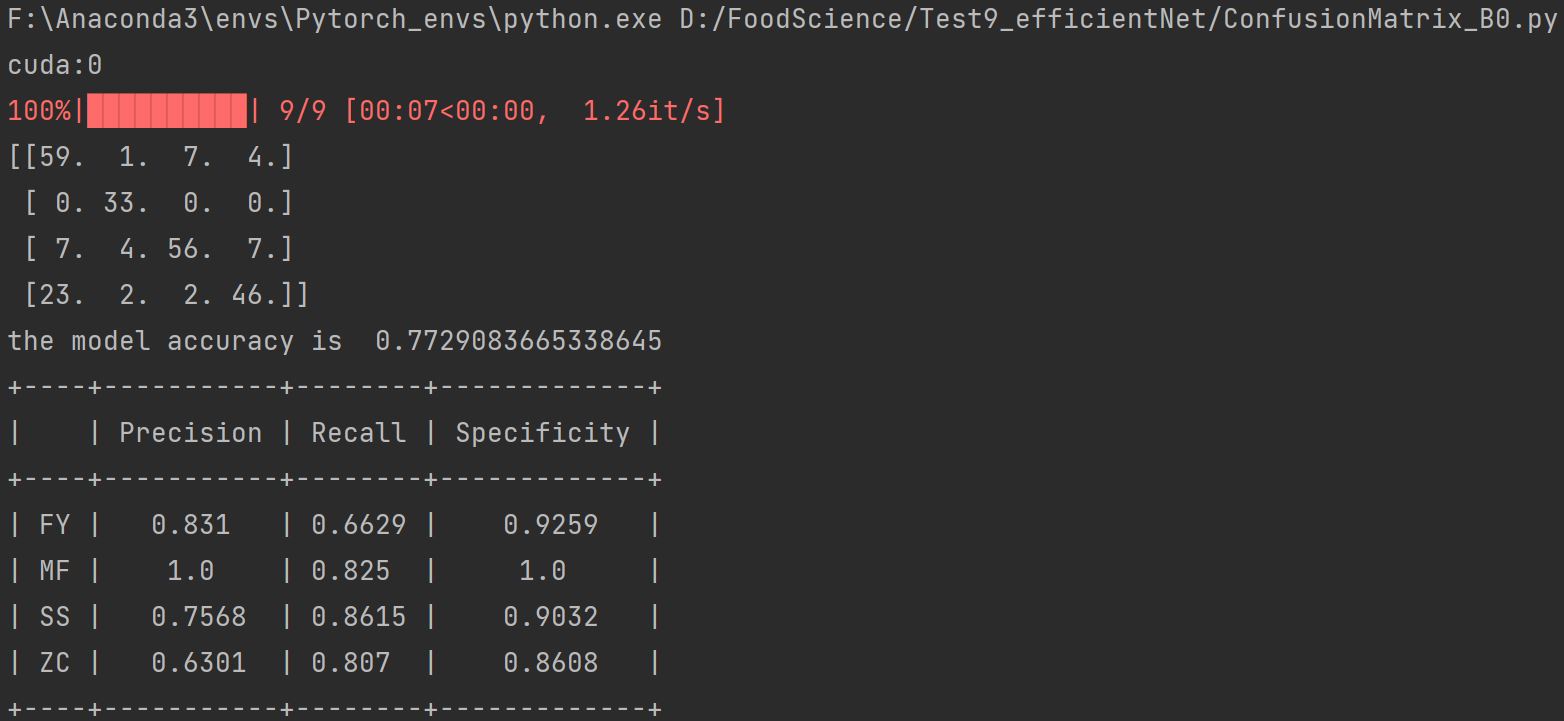 F:\Anaconda3\envs\Pytorch_envs\python.exe D:/FoodScience/Test9_efficientNet/ConfusionMatrix_B0.py
cuda:0
100%|██████████| 9/9 [00:07<00:00,  1.26it/s]
[[59.  1.  7.  4.]
 [ 0. 33.  0.  0.]
 [ 7.  4. 56.  7.]
 [23.  2.  2. 46.]]
the model accuracy is  0.7729083665338645
+----+-----------+--------+-------------+
|    | Precision | Recall | Specificity |
+----+-----------+--------+-------------+
| FY |   0.831   | 0.6629 |    0.9259   |
| MF |    1.0    | 0.825  |     1.0     |
| SS |   0.7568  | 0.8615 |    0.9032   |
| ZC |   0.6301  | 0.807  |    0.8608   |
+----+-----------+--------+-------------+